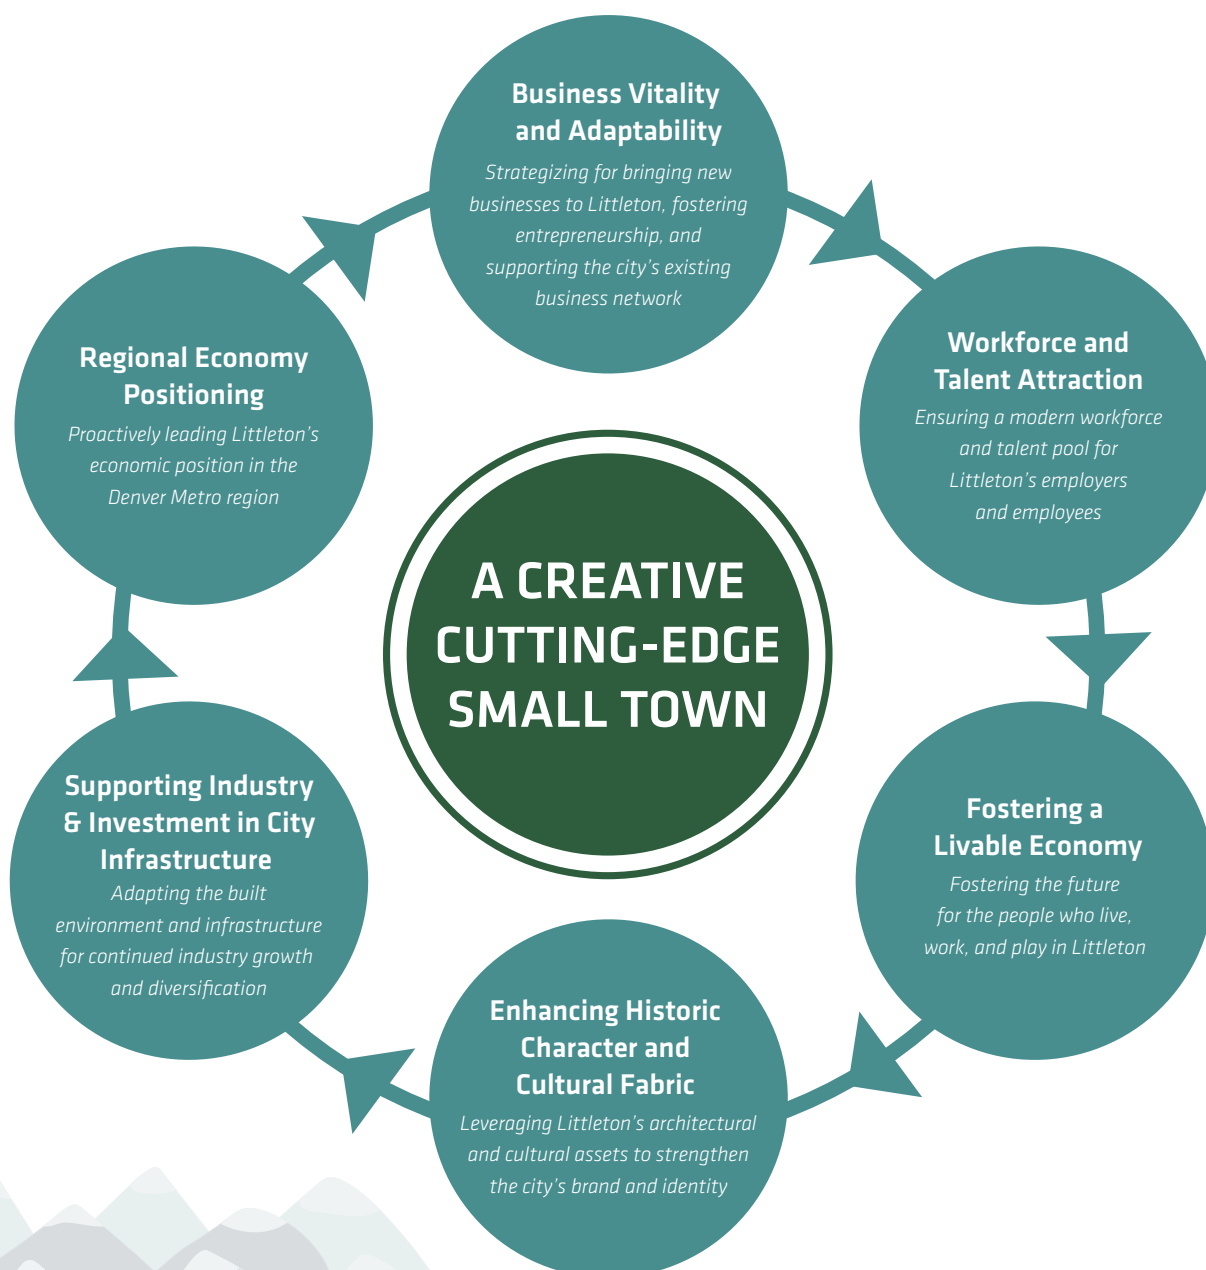 Business Vitality
and Adaptability
Strategizing for bringing new
businesses to Littleton, fostering
entrepreneurship, and
supporting the city’s existing
business network
Workforce and
Talent Attraction
Ensuring a modern workforce
and talent pool for
Littleton’s employers
and employees
Fostering a
Livable Economy
Fostering the future
for the people who live,
work, and play in Littleton
Enhancing Historic
Character and
Cultural Fabric
Leveraging Littleton’s architectural
and cultural assets to strengthen
the city’s brand and identity
Supporting Industry
& Investment in City
Infrastructure
Adapting the built
environment and infrastructure
for continued industry growth
and diversification
Regional Economy
Positioning
Proactively leading Littleton’s
economic position in the
Denver Metro region
A CREATIVE
CUTTING-EDGE
SMALL TOWN